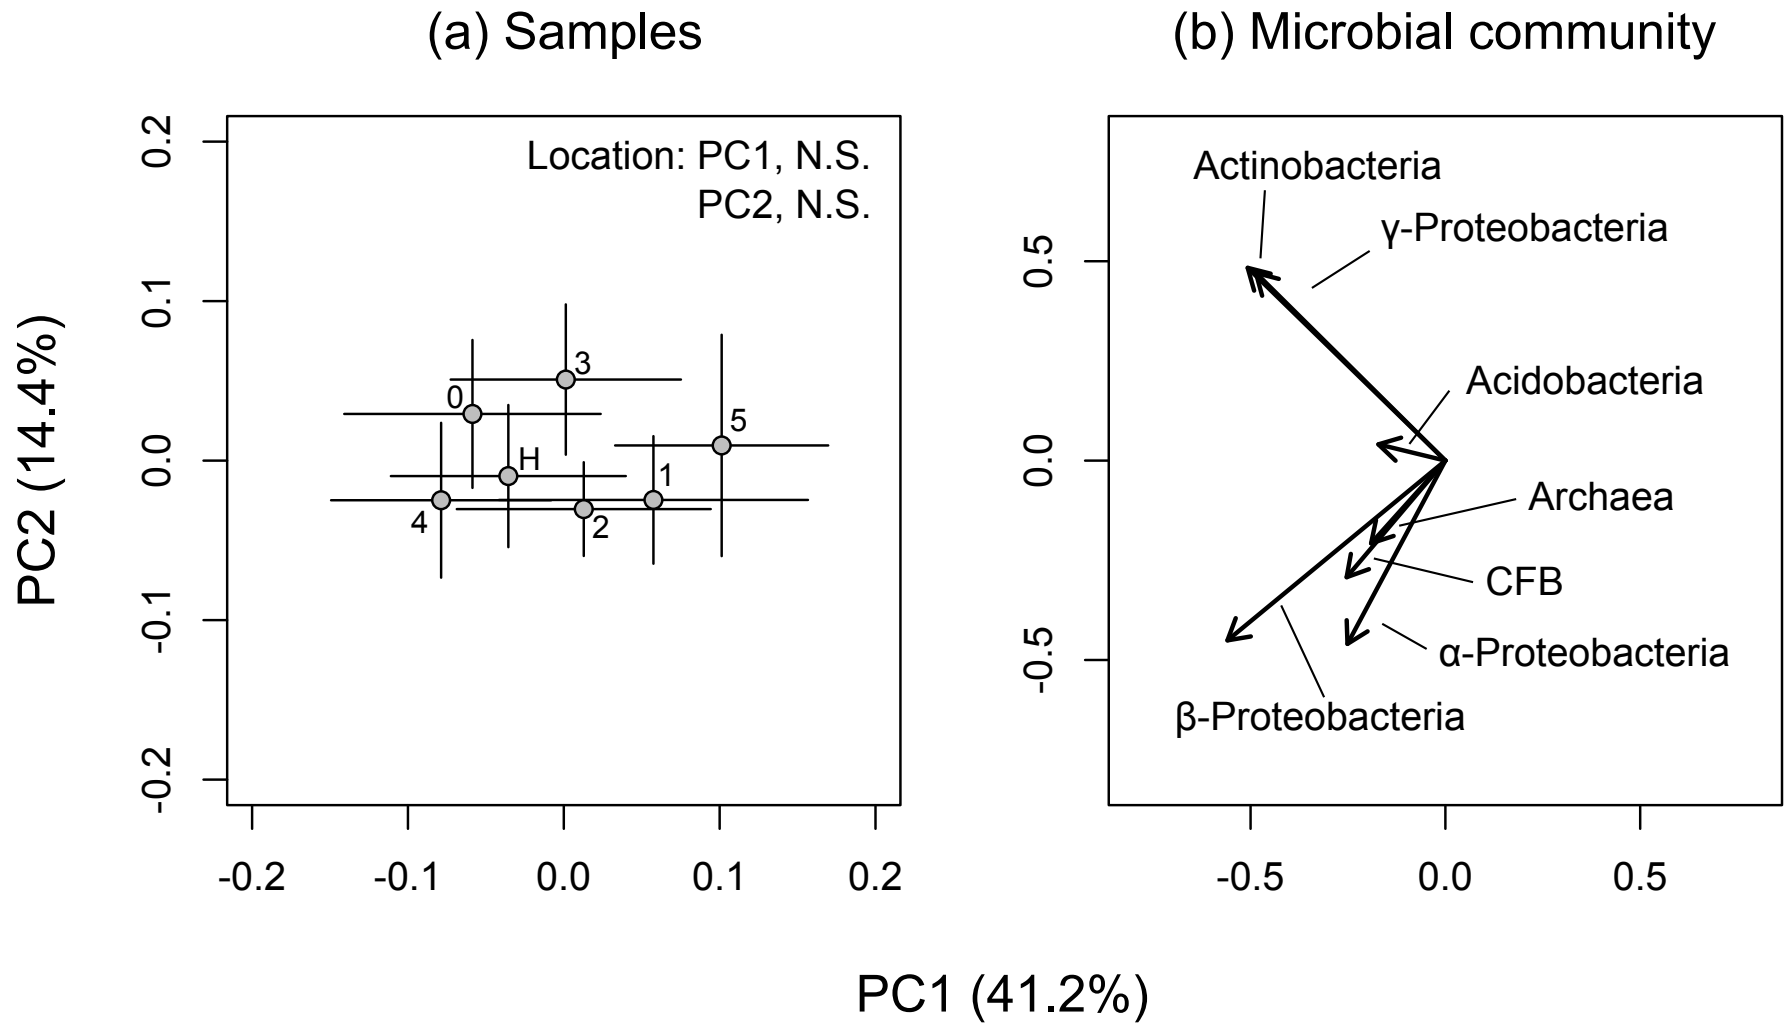 (a) Samples
(b) Microbial community
PC2 (14.4%)
0.2
0.1
0.0
-0.1
-0.2
Location: PC1, N.S.
PC2, N.S.
3
0
5
H
1
4
2
-0.2 -0.1 0.0 0.1 0.2
0.5
0.0
-0.5
Actinobacteria
γ-Proteobacteria
Acidobacteria
Archaea
CFB
α-Proteobacteria
β-Proteobacteria
-0.5 0.0 0.5
PC1 (41.2%)